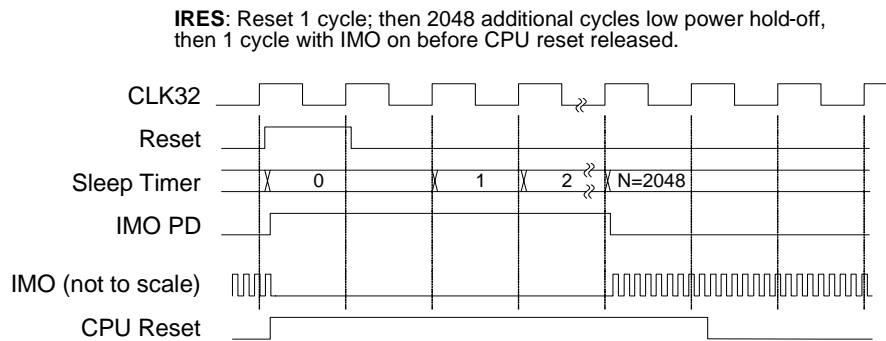 IRES: Reset 1 cycle; then 2048 additional cycles low power hold-off,
then 1 cycle with IMO on before CPU reset released.
CLK32
Reset
Sleep Timer 0 1 2 N=2048
IMO PD
IMO (not to scale)
CPU Reset